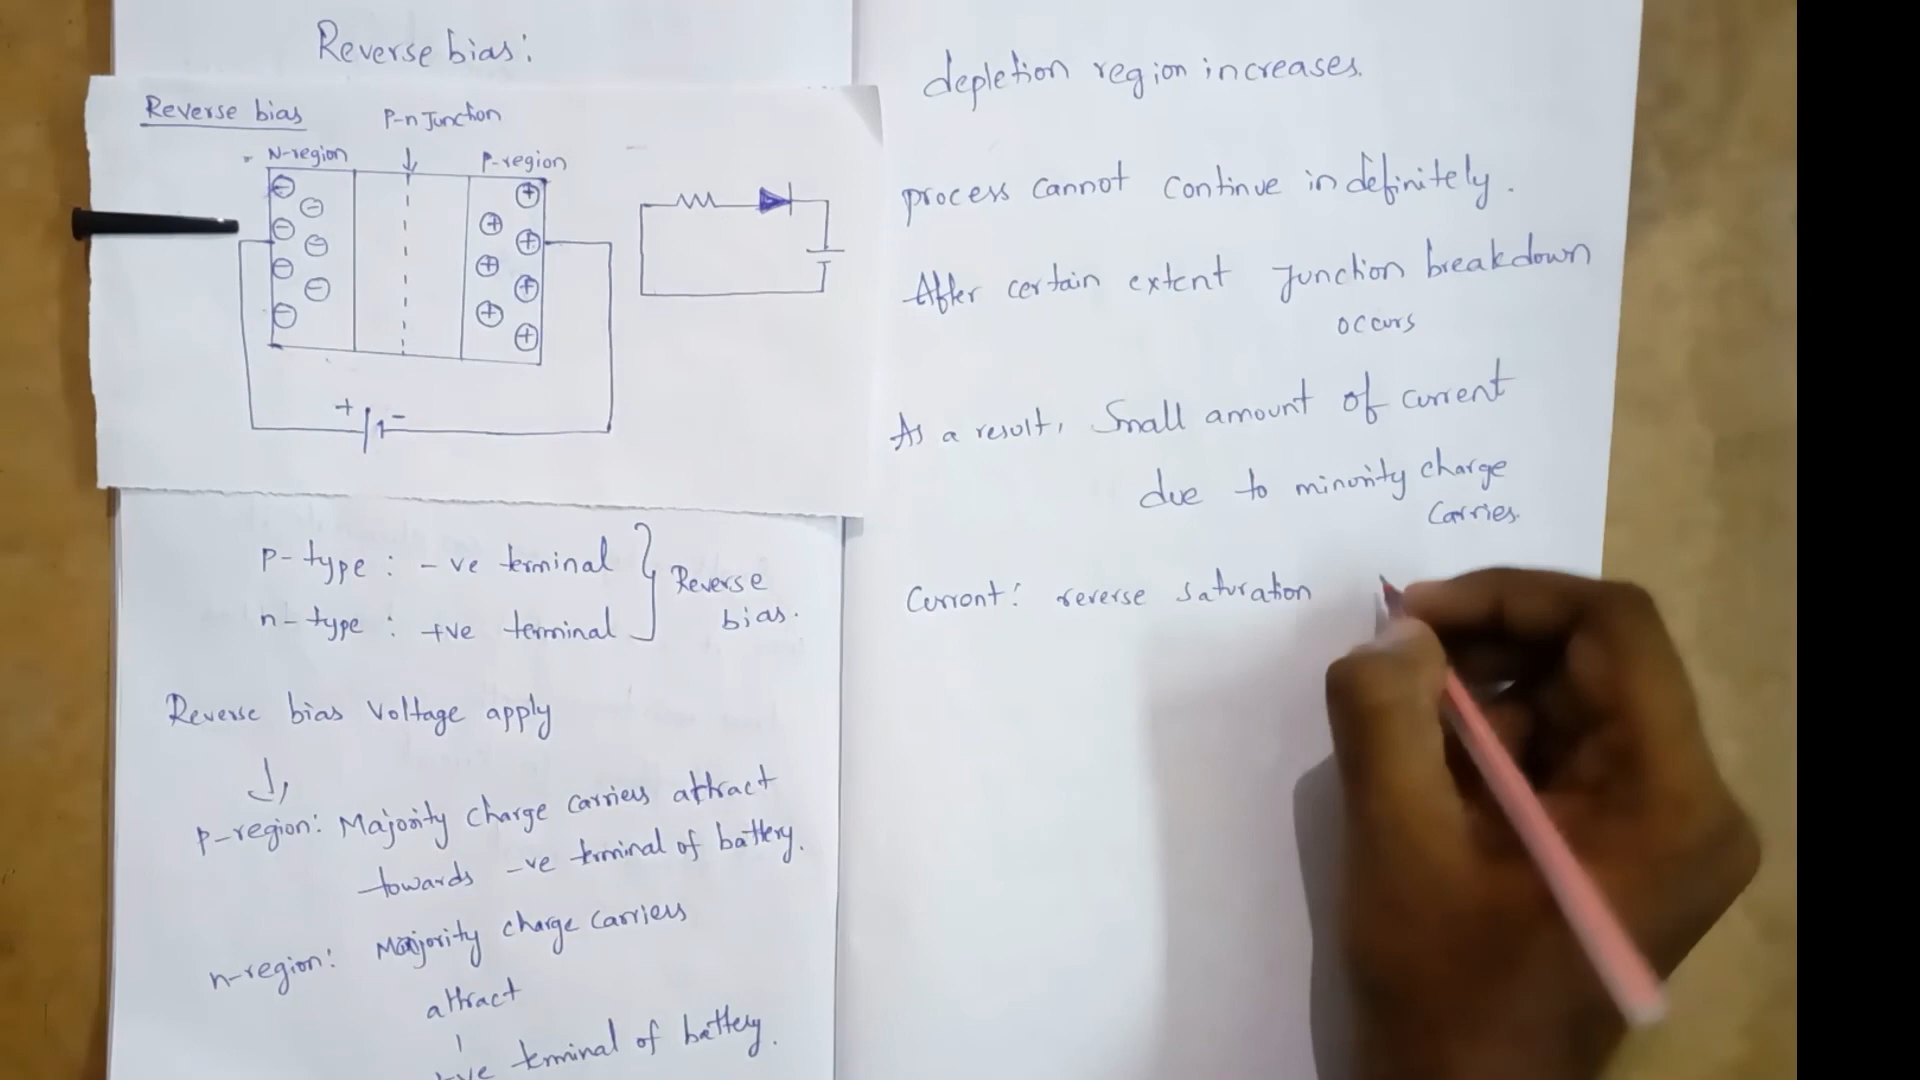 Reverse bias:
Reverse bias
P-n Junction
N-region
P-region
+
-
p-type : -ve terminal
n-type : +ve terminal
Reverse
bias.
Reverse bias Voltage apply
p-region: Majority charge carriers attract
towards -ve terminal of battery.
n-region: Majority charge carriers
attract
+ve terminal of battery.
depletion region increases.
process cannot continue indefinitely.
After certain extent Junction breakdown
occurs
As a result, Small amount of current
due to minority charge
Carries.
Current: reverse saturation